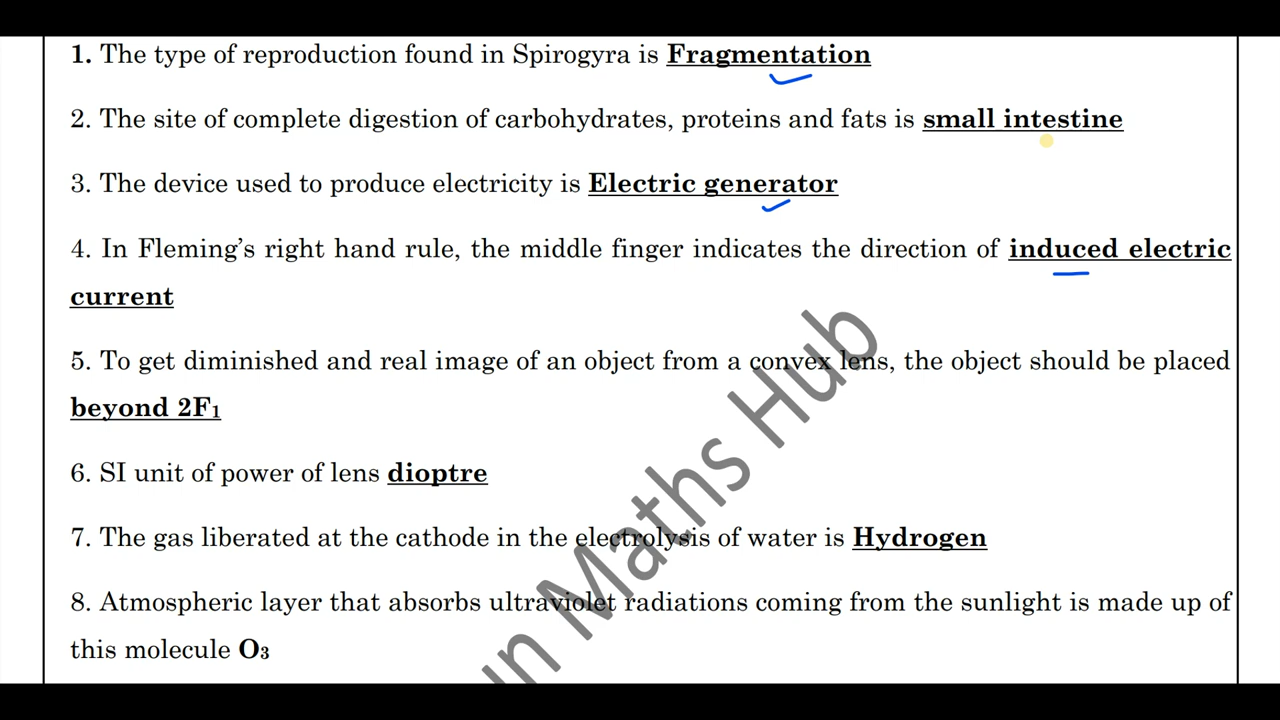 1. The type of reproduction found in Spirogyra is Fragmentation
2. The site of complete digestion of carbohydrates, proteins and fats is small intestine
3. The device used to produce electricity is Electric generator
4. In Fleming’s right hand rule, the middle finger indicates the direction of induced electric
current
5. To get diminished and real image of an object from a convex lens, the object should be placed
beyond 2F₁
6. SI unit of power of lens dioptre
7. The gas liberated at the cathode in the electrolysis of water is Hydrogen
8. Atmospheric layer that absorbs ultraviolet radiations coming from the sunlight is made up of
this molecule O₃
Maths Hub